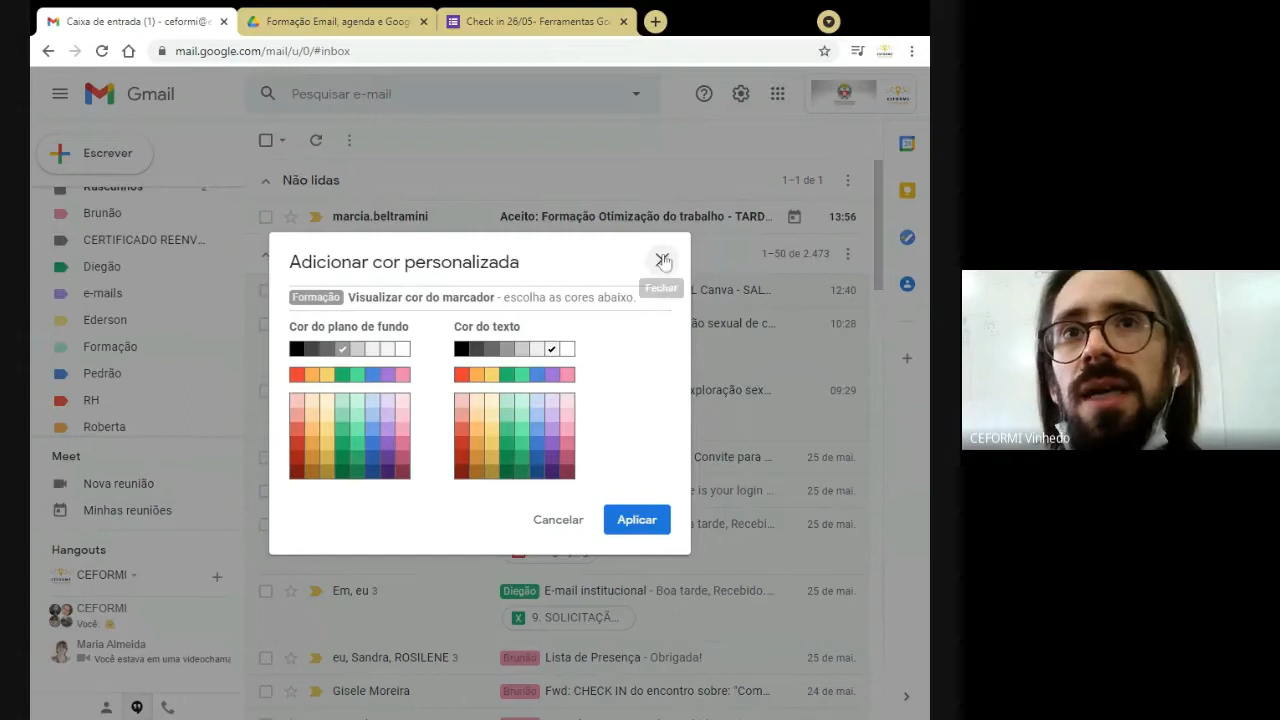 Caixa de entrada (1) - ceformi@
Formação Email, agenda e Goog
Check in 26/05- Ferramentas Go
mail.google.com/mail/u/0/#inbox
Gmail
Pesquisar e-mail
Escrever
Não lidas
1–1 de 1
Rascunhos 2
marcia.beltramini Aceito: Formação Otimização do trabalho - TARD... 13:56
Brunão
CERTIFICADO REENV...
Diegão
e-mails
Ederson
Formação
Pedrão
RH
Roberta
1–50 de 2.473
Adicionar cor personalizada
Fechar
Formação Visualizar cor do marcador - escolha as cores abaixo.
Cor do plano de fundo
Cor do texto
Cancelar
Aplicar
Canva - SAL... 12:40
ão sexual de c... 10:28
xploração sex... 09:29
Convite para ... 25 de mai.
e is your login 25 de mai.
a tarde, Recebi... 25 de mai.
Meet
Nova reunião
Minhas reuniões
Hangouts
CEFORMI
CEFORMI
Você:
Maria Almeida
Você estava em uma videochama
Em, eu 3 Diegão E-mail institucional - Boa tarde, Recebido.... 25 de mai.
9. SOLICITAÇÃ...
eu, Sandra, ROSILENE 3 Brunão Lista de Presença - Obrigada! 25 de mai.
Gisele Moreira Brunão Fwd: CHECK IN do encontro sobre: "Com... 24 de mai.
CEFORMI Vinhedo